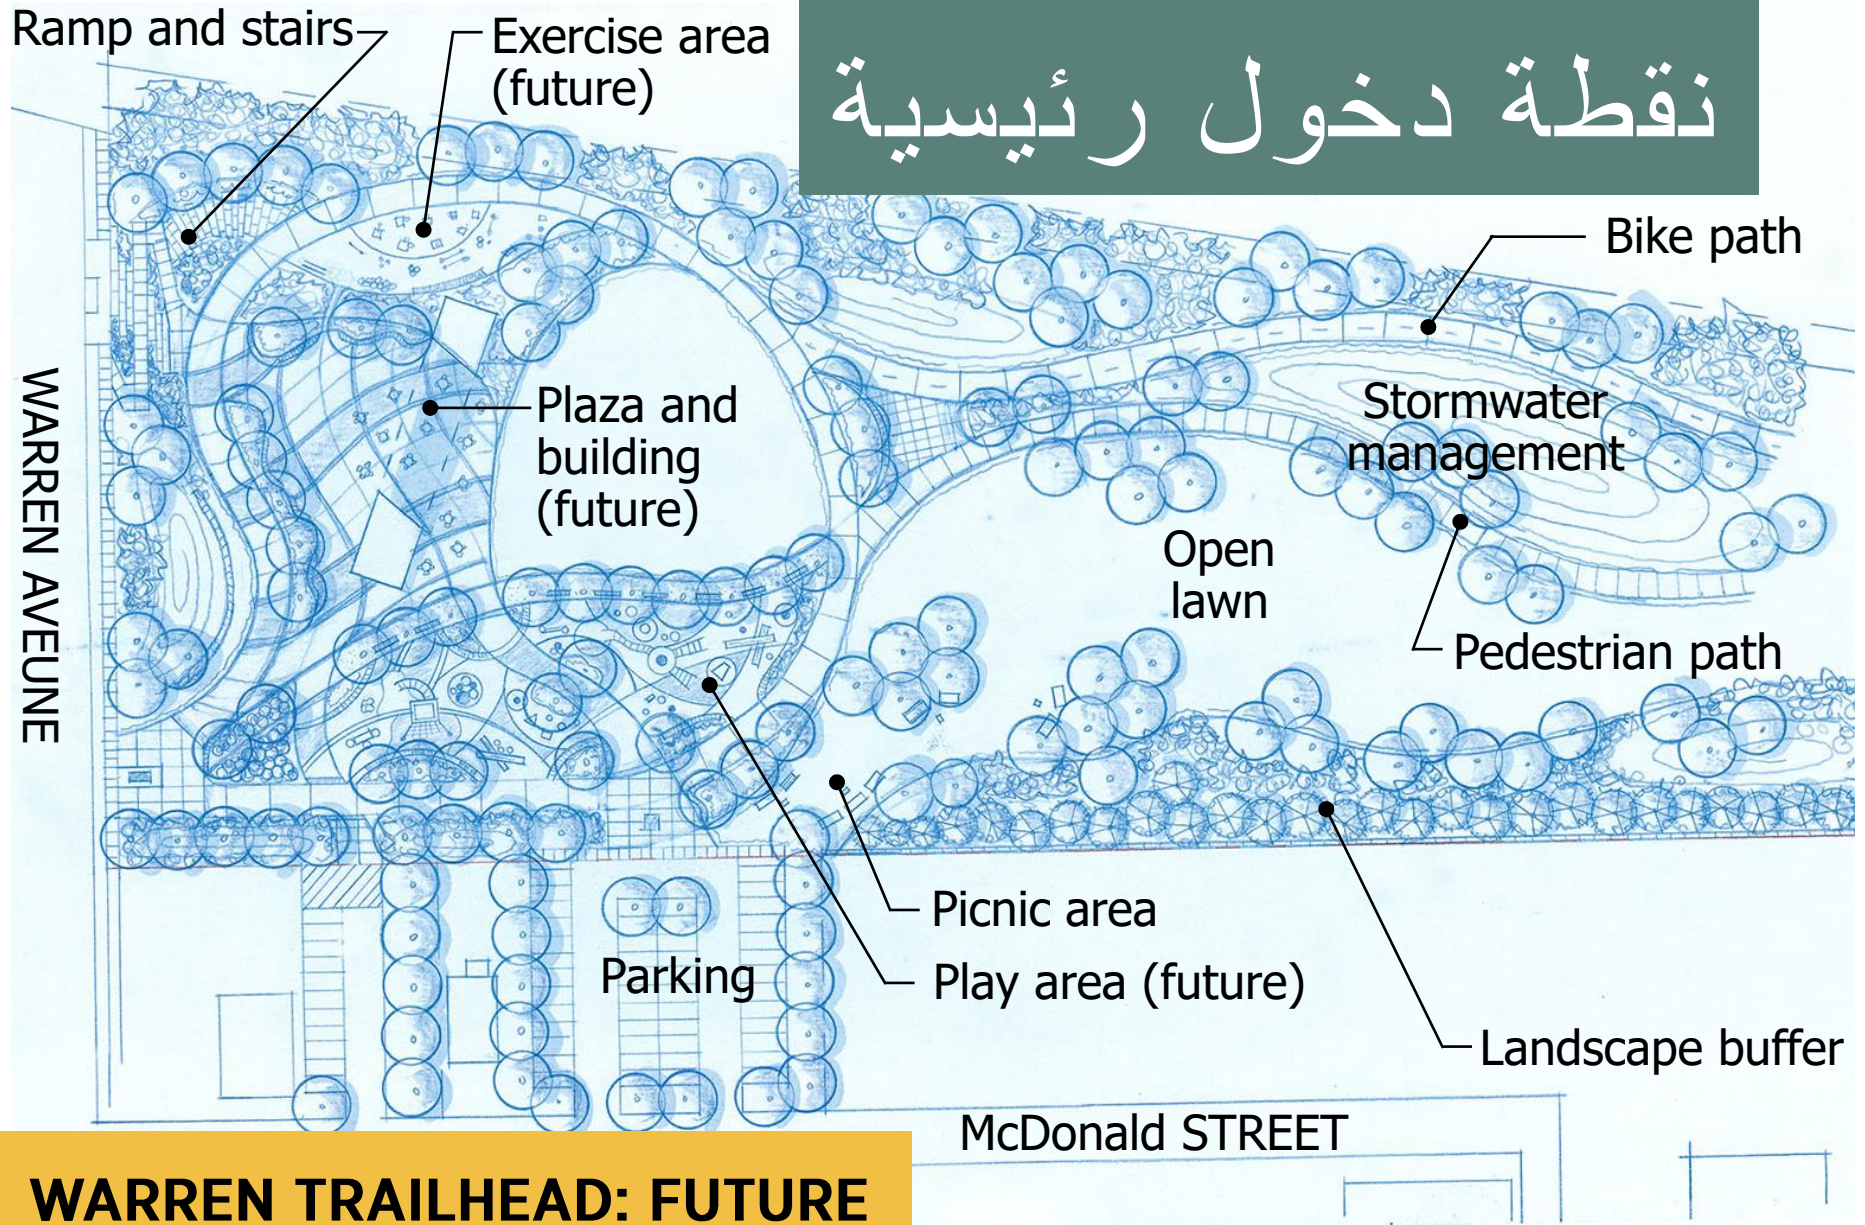 Ramp and stairs
Exercise area
(future)
نقطة دخول رئيسية
Bike path
WARREN AVEUNE
Plaza and
building
(future)
Stormwater
management
Open
lawn
Pedestrian path
Picnic area
Parking
Play area (future)
Landscape buffer
McDonald STREET
WARREN TRAILHEAD: FUTURE